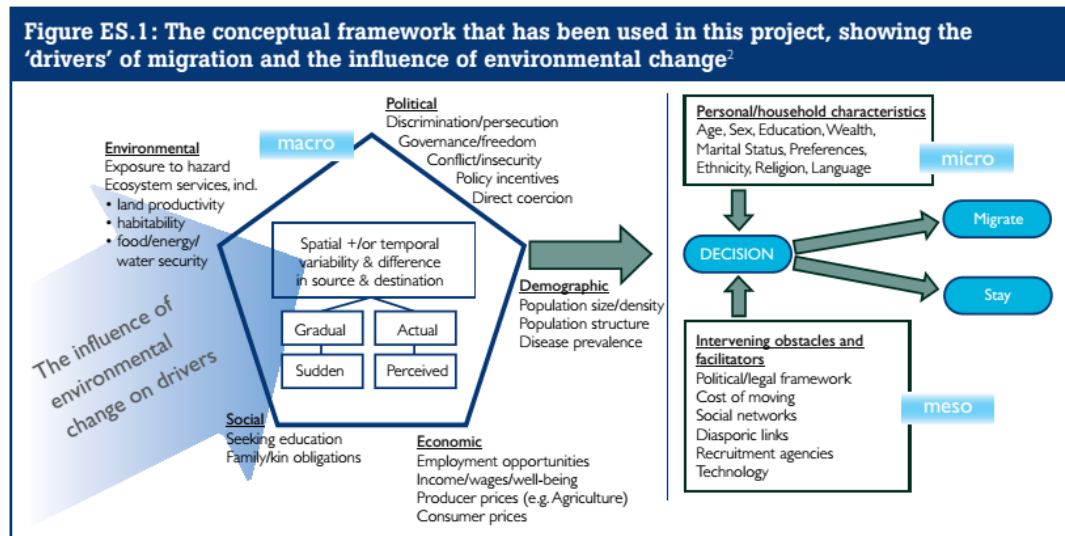 Figure ES.1: The conceptual framework that has been used in this project, showing the
‘drivers’ of migration and the influence of environmental change2
macro
Political
Discrimination/persecution
Governance/freedom
Conflict/insecurity
Policy incentives
Direct coercion
Environmental
Exposure to hazard
Ecosystem services, incl.
• land productivity
• habitability
• food/energy/
water security
Spatial +/or temporal
variability & difference
in source & destination
Gradual
Actual
Sudden
Perceived
The influence of
environmental
change on drivers
Demographic
Population size/density
Population structure
Disease prevalence
Social
Seeking education
Family/kin obligations
Economic
Employment opportunities
Income/wages/well-being
Producer prices (e.g. Agriculture)
Consumer prices
Personal/household characteristics
Age, Sex, Education, Wealth,
Marital Status, Preferences,
Ethnicity, Religion, Language
micro
DECISION
Migrate
Stay
Intervening obstacles and
facilitators
Political/legal framework
Cost of moving
Social networks
Diasporic links
Recruitment agencies
Technology
meso